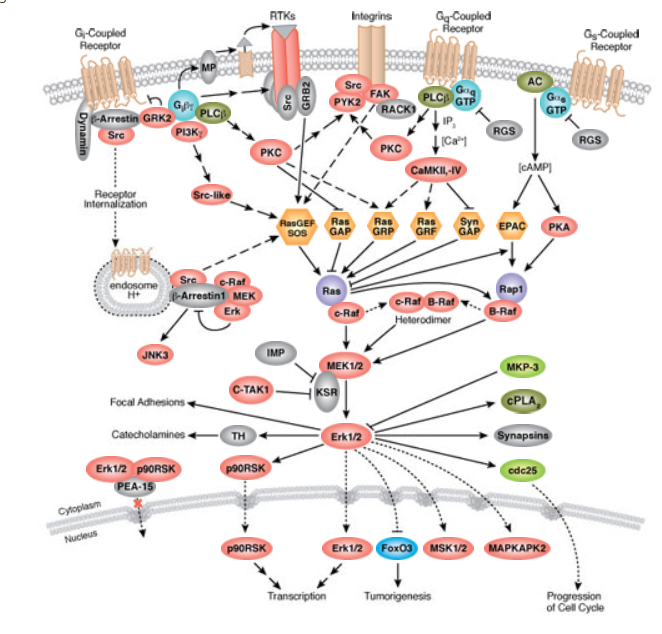 RTKs
Integrins
Gq-Coupled
Receptor
Gi-Coupled
Receptor
Gs-Coupled
Receptor
MP
Src
GRB2
Src
FAK
PYK2
RACK1
PLCβ
Gαq
GTP
AC
Gαs
GTP
Dynamin
β-Arrestin
Src
GRK2
Giβγ
PLCβ
PI3Kγ
IP3
RGS
RGS
PKC
PKC
[Ca2+]
CaMKII,-IV
[cAMP]
Receptor
Internalization
Src-like
RasGEF
SOS
Ras
GAP
Ras
GRP
Ras
GRF
Syn
GAP
EPAC
PKA
endosome
H+
Src
c-Raf
β-Arrestin1
MEK
Erk
Ras
c-Raf
c-Raf
B-Raf
Heterodimer
Rap1
B-Raf
JNK3
IMP
MEK1/2
C-TAK1
KSR
MKP-3
Focal Adhesions
cPLA2
Catecholamines
TH
Erk1/2
Synapsins
Erk1/2
p90RSK
PEA-15
p90RSK
cdc25
Cytoplasm
Nucleus
p90RSK
Erk1/2
FoxO3
MSK1/2
MAPKAPK2
Transcription
Tumorigenesis
Progression
of Cell Cycle